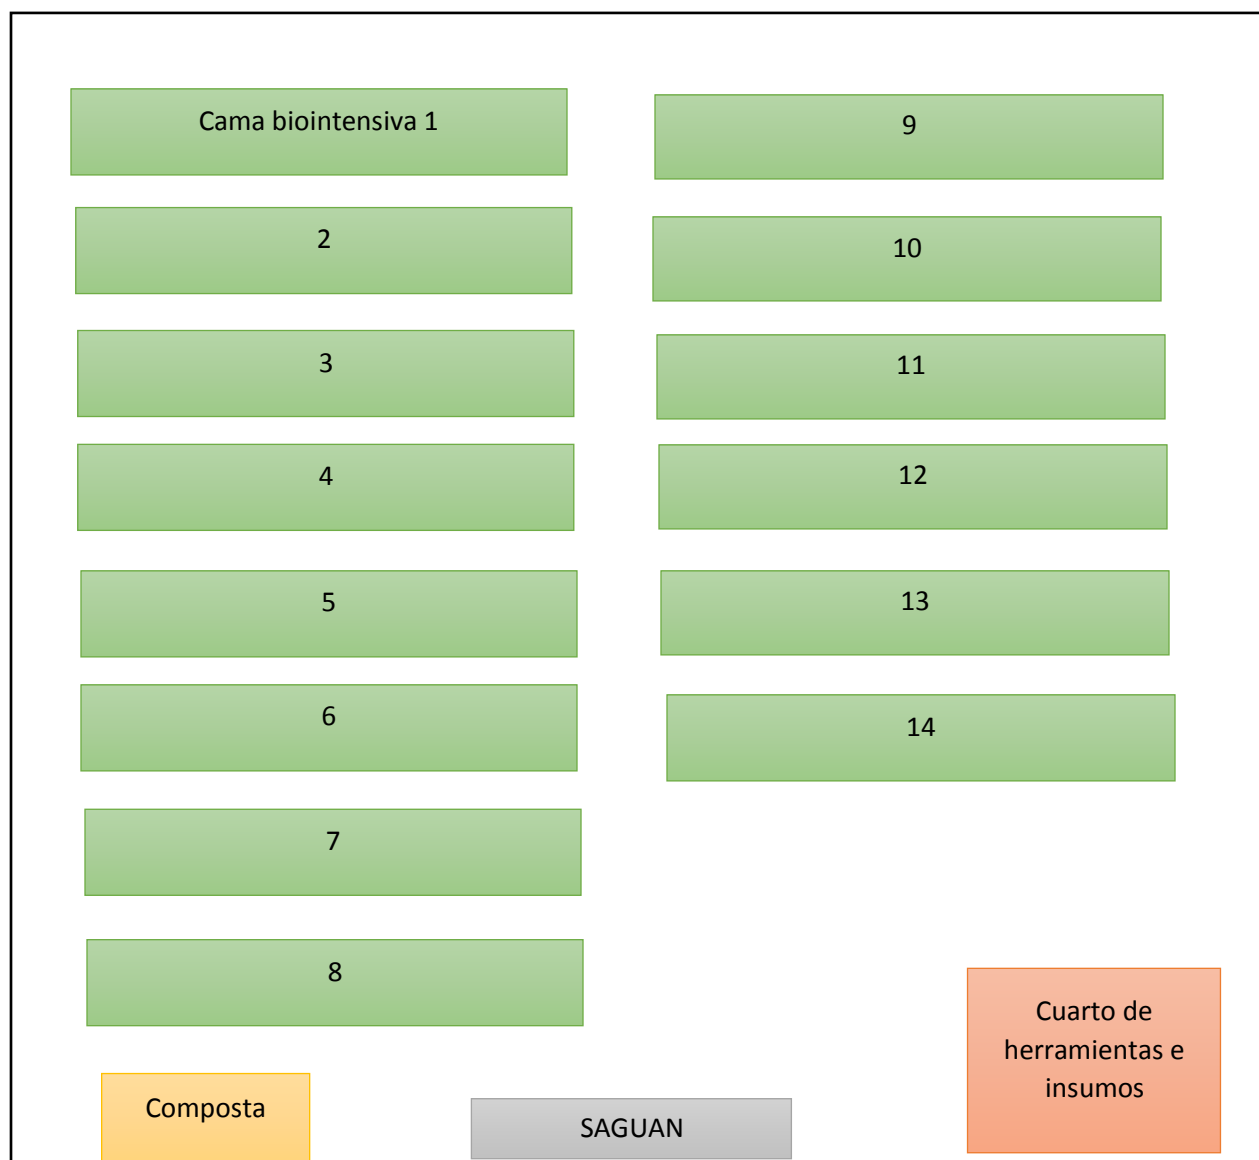 Cama biointensiva 1
2
3
4
5
6
7
8
9
10
11
12
13
14
Composta
SAGUAN
Cuarto de
herramientas e
insumos